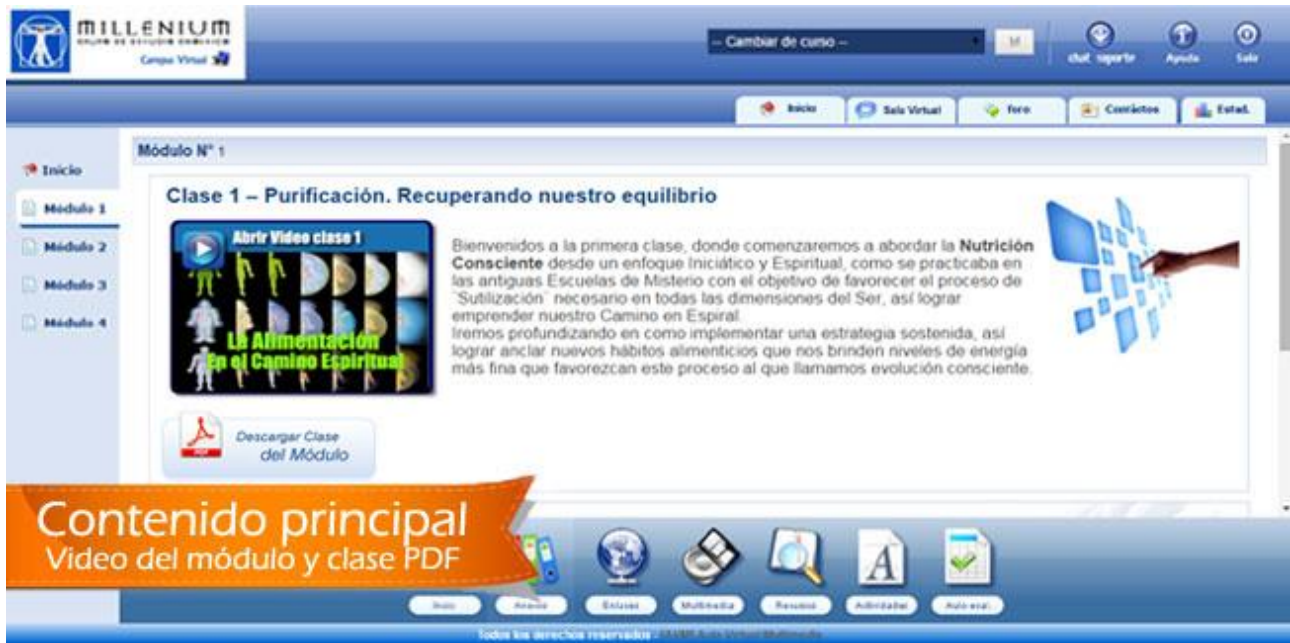 MILLENIUM
Campus Virtual
-- Cambiar de curso --
Ir
chat soporte
Ayuda
Salir
Inicio
Sala Virtual
foro
Contáctos
Estad.
Inicio
Módulo 1
Módulo 2
Módulo 3
Módulo 4
Módulo N° 1
Clase 1 – Purificación. Recuperando nuestro equilibrio
Abrir Video clase 1
La Alimentación
En el Camino Espiritual
Bienvenidos a la primera clase, donde comenzaremos a abordar la Nutrición
Consciente desde un enfoque Iniciático y Espiritual, como se practicaba en
las antiguas Escuelas de Misterio con el objetivo de favorecer el proceso de
`Sutilización´ necesario en todas las dimensiones del Ser, así lograr
emprender nuestro Camino en Espiral.
Iremos profundizando en como implementar una estrategia sostenida, así
lograr anclar nuevos hábitos alimenticios que nos brinden niveles de energía
más fina que favorezcan este proceso al que llamamos evolución consciente.
PDF
Descargar Clase
del Módulo
Contenido principal
Video del módulo y clase PDF
Inicio
Anexos
Enlaces
Multimedia
Recursos
Actividades
Auto eval.
Todos los derechos reservados -